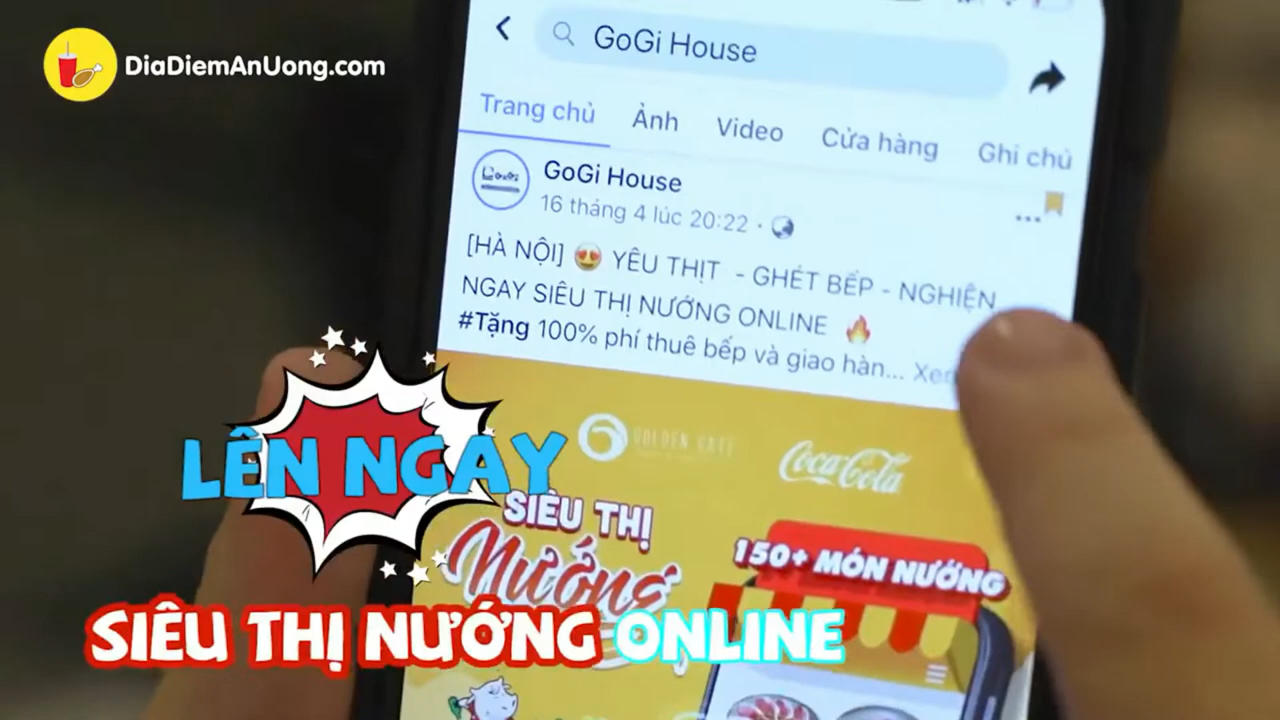 DiaDiemAnUong.com
GoGi House
Trang chủ Ảnh Video Cửa hàng Ghi chú
GoGi House
16 tháng 4 lúc 20:22 ·
[HÀ NỘI] 😍 YÊU THỊT - GHÉT BẾP - NGHIỆN
NGAY SIÊU THỊ NƯỚNG ONLINE 🔥
#Tặng 100% phí thuê bếp và giao hàn... Xem
GOLDEN GATE
Coca-Cola
LÊN NGAY
SIÊU THỊ
Nướng
150+ MÓN NƯỚNG
SIÊU THỊ NƯỚNG ONLINE